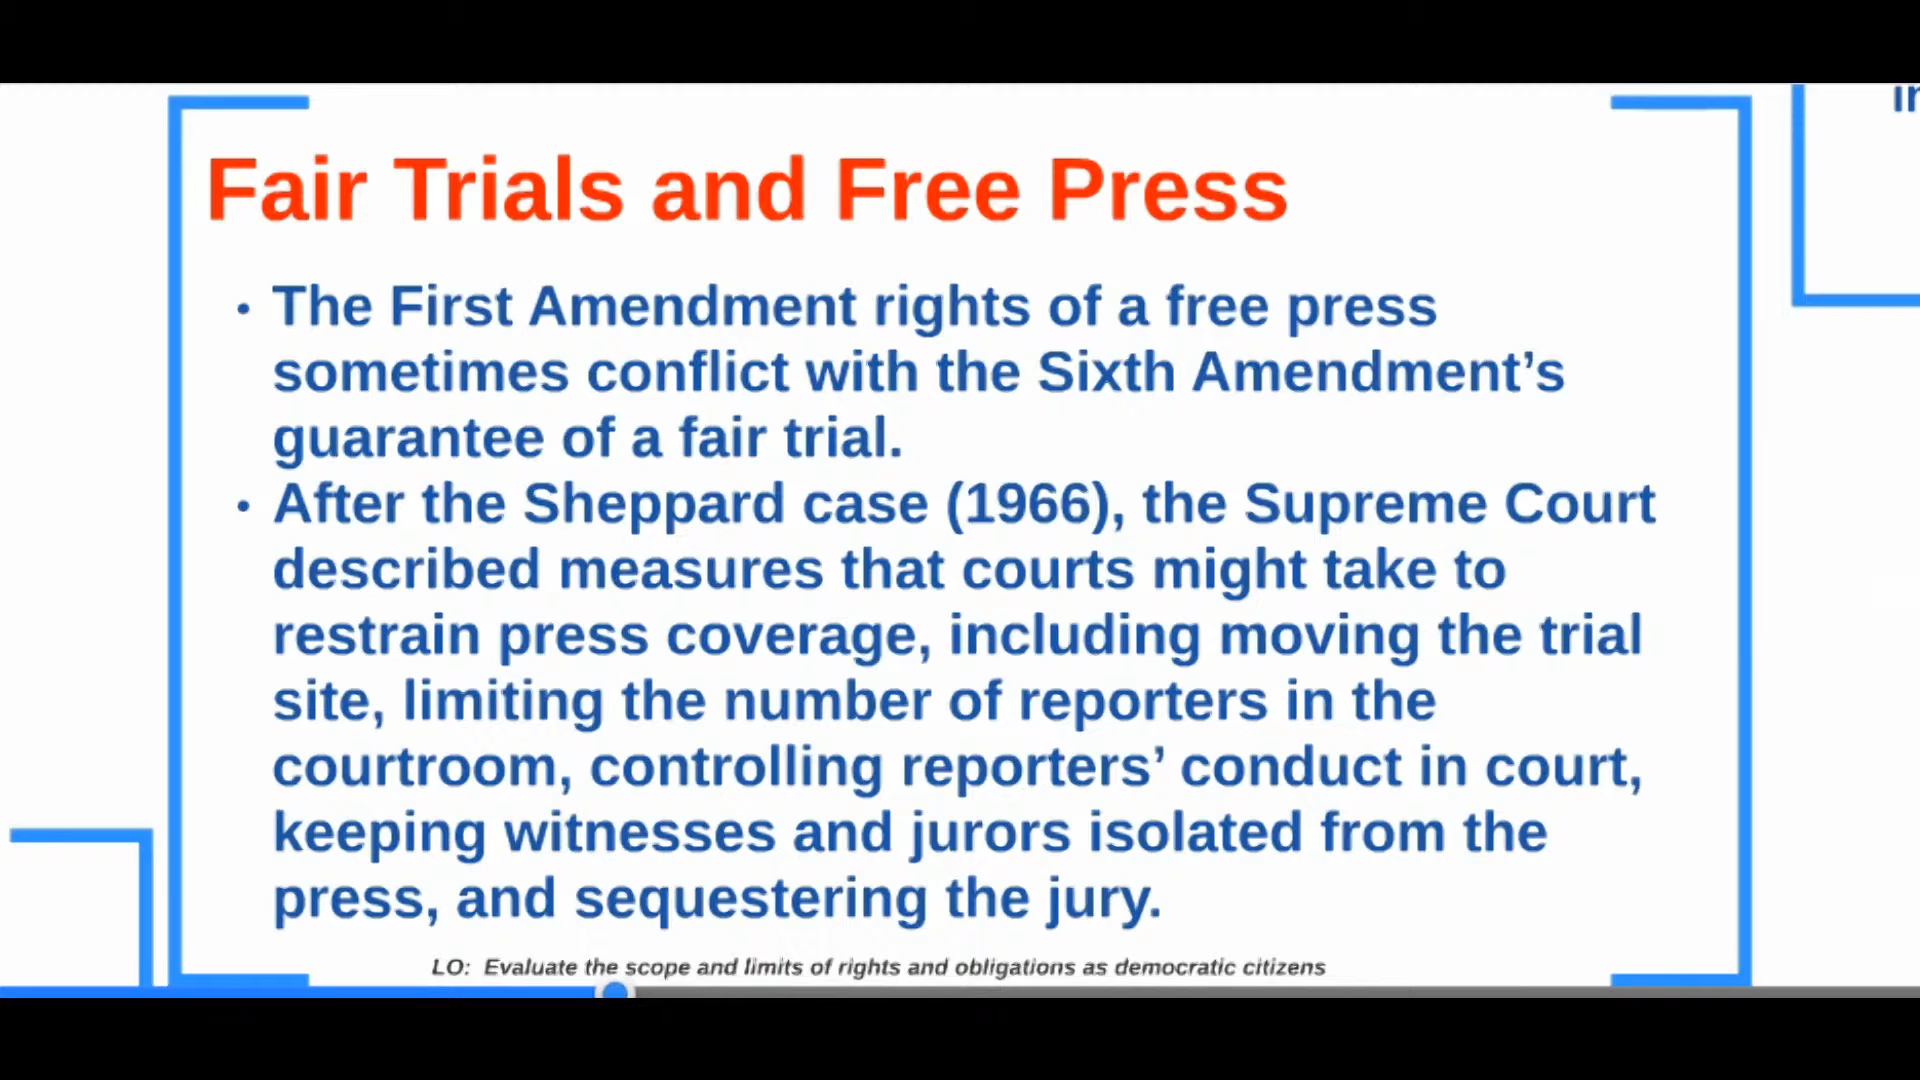 Fair Trials and Free Press
• The First Amendment rights of a free press
sometimes conflict with the Sixth Amendment’s
guarantee of a fair trial.
• After the Sheppard case (1966), the Supreme Court
described measures that courts might take to
restrain press coverage, including moving the trial
site, limiting the number of reporters in the
courtroom, controlling reporters’ conduct in court,
keeping witnesses and jurors isolated from the
press, and sequestering the jury.
LO: Evaluate the scope and limits of rights and obligations as democratic citizens